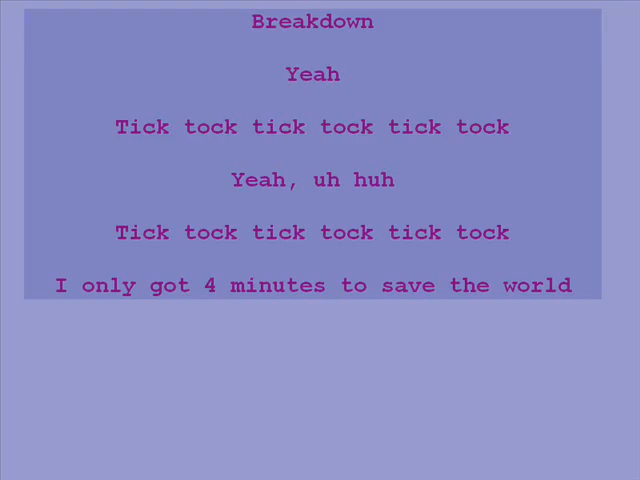 Breakdown
Yeah
Tick tock tick tock tick tock
Yeah, uh huh
Tick tock tick tock tick tock
I only got 4 minutes to save the world